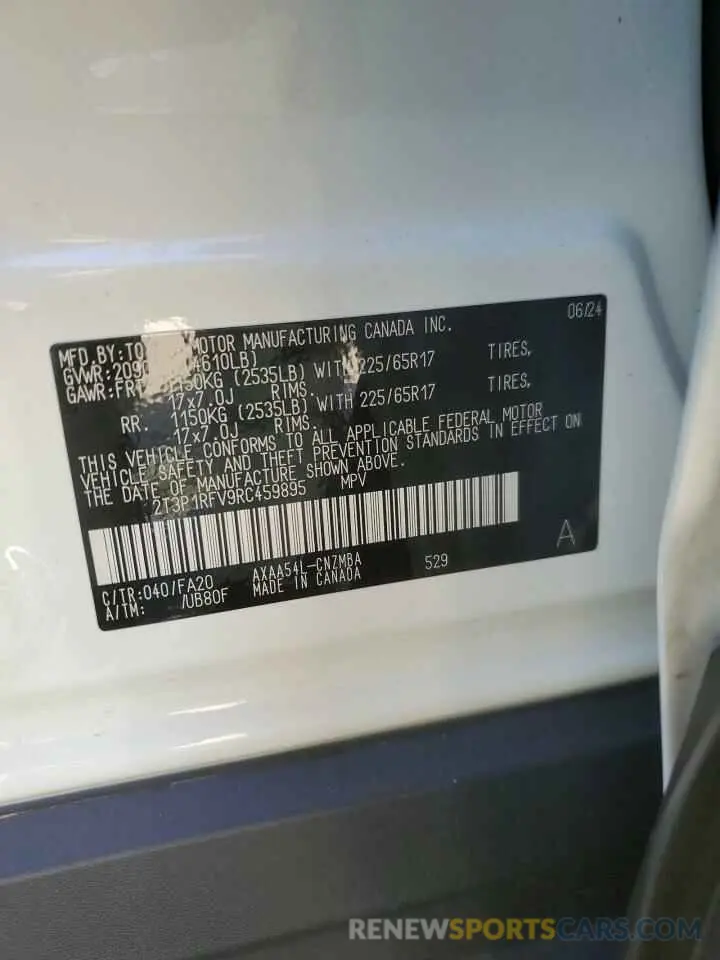 06/24
MFD.BY:TO MOTOR MANUFACTURING CANADA INC.
GVWR:209 4610LB)
GAWR:FR 1150KG (2535LB) WITH 225/65R17 TIRES,
17x7.0J RIMS.
RR. 1150KG (2535LB) WITH 225/65R17 TIRES,
17x7.0J RIMS.
THIS VEHICLE CONFORMS TO ALL APPLICABLE FEDERAL MOTOR
VEHICLE SAFETY AND THEFT PREVENTION STANDARDS IN EFFECT ON
THE DATE OF MANUFACTURE SHOWN ABOVE.
2T3P1RFV9RC459895 MPV
A
C/TR:040/FA20 AXAA54L-CNZMBA 529
A/TM: /UB80F MADE IN CANADA
RENEWSPORTSCARS.COM